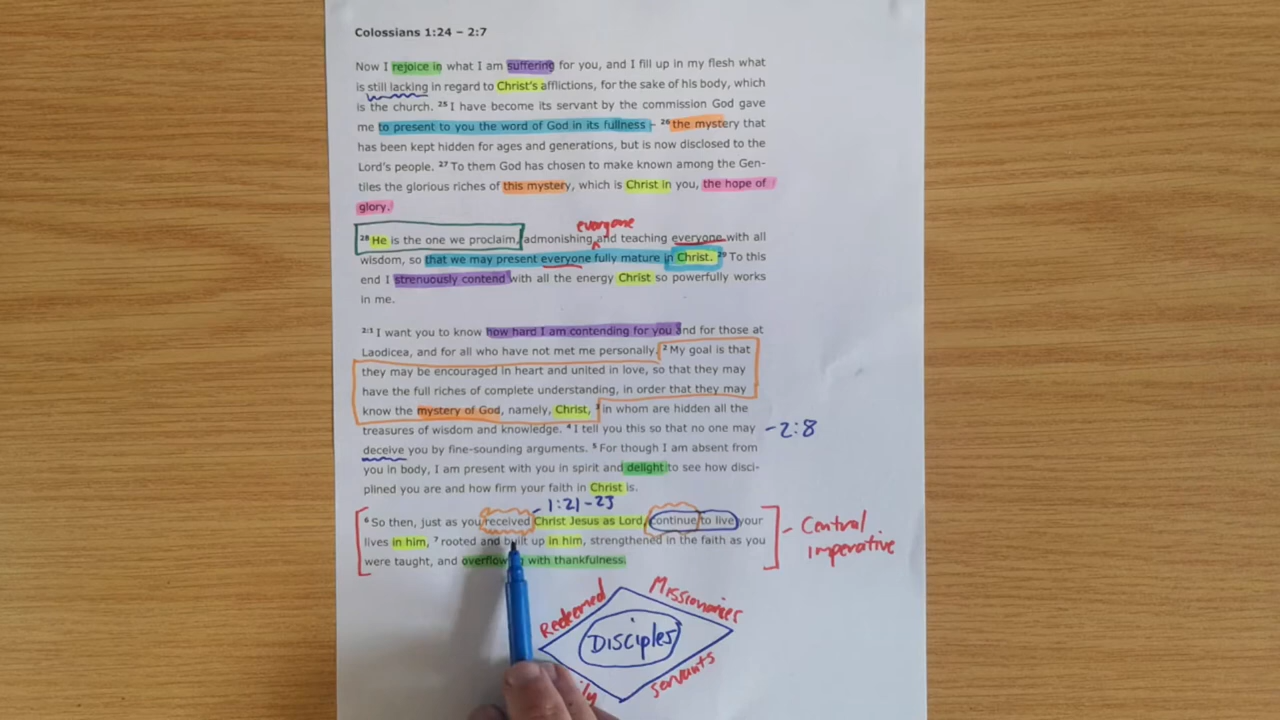 Colossians 1:24 – 2:7
Now I rejoice in what I am suffering for you, and I fill up in my flesh what
is still lacking in regard to Christ's afflictions, for the sake of his body, which
is the church. 25 I have become its servant by the commission God gave
me to present to you the word of God in its fullness – 26 the mystery that
has been kept hidden for ages and generations, but is now disclosed to the
Lord's people. 27 To them God has chosen to make known among the Gen-
tiles the glorious riches of this mystery, which is Christ in you, the hope of
glory.
everyone
28 He is the one we proclaim, admonishing and teaching everyone with all
wisdom, so that we may present everyone fully mature in Christ. 29 To this
end I strenuously contend with all the energy Christ so powerfully works
in me.
2:1 I want you to know how hard I am contending for you and for those at
Laodicea, and for all who have not met me personally. 2 My goal is that
they may be encouraged in heart and united in love, so that they may
have the full riches of complete understanding, in order that they may
know the mystery of God, namely, Christ, 3 in whom are hidden all the
treasures of wisdom and knowledge. 4 I tell you this so that no one may
-2:8
deceive you by fine-sounding arguments. 5 For though I am absent from
you in body, I am present with you in spirit and delight to see how disci-
plined you are and how firm your faith in Christ is.
1:21-23
6 So then, just as you received Christ Jesus as Lord, continue to live your
lives in him, 7 rooted and built up in him, strengthened in the faith as you
were taught, and overflowing with thankfulness.
- Central
imperative
Redeemed
Missionaries
Disciples
servants